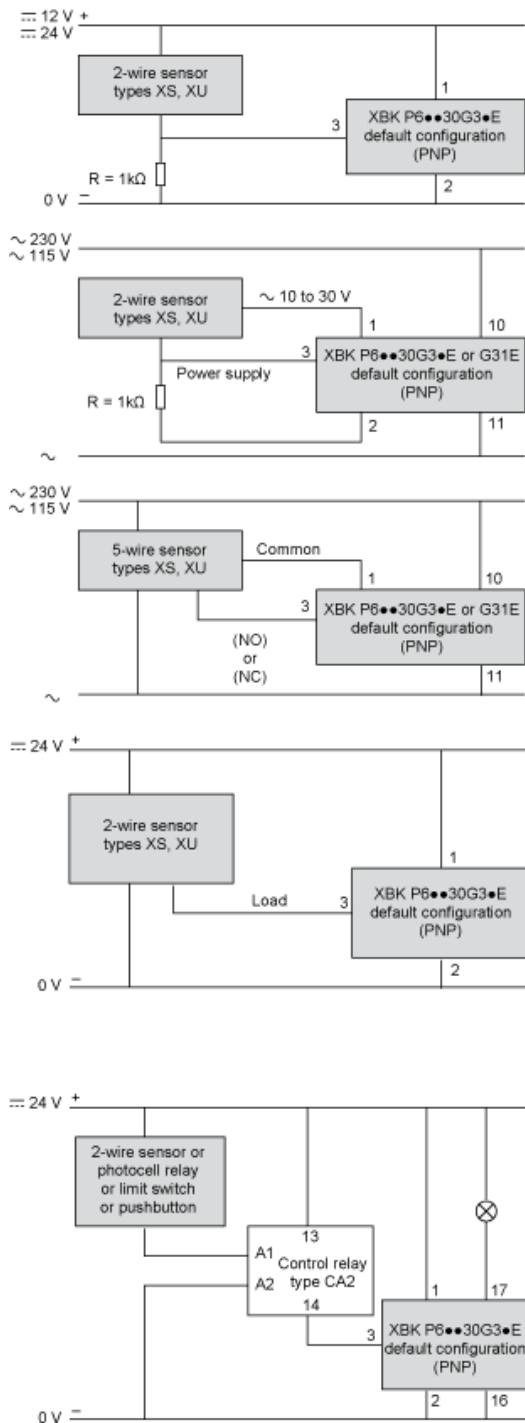 ⎓ 12 V +
⎓ 24 V
2-wire sensor
types XS, XU
1
3
XBK P6●●30G3●E
default configuration
(PNP)
R = 1kΩ
2
0 V −
∼ 230 V
∼ 115 V
2-wire sensor
types XS, XU
∼ 10 to 30 V
1
10
3
Power supply
XBK P6●●30G3●E or G31E
default configuration
(PNP)
R = 1kΩ
2
11
∼
∼ 230 V
∼ 115 V
5-wire sensor
types XS, XU
Common
1
10
3
XBK P6●●30G3●E or G31E
default configuration
(PNP)
(NO)
or
(NC)
11
∼
⎓ 24 V +
2-wire sensor
types XS, XU
1
Load
3
XBK P6●●30G3●E
default configuration
(PNP)
2
0 V −
⎓ 24 V +
2-wire sensor or
photocell relay
or limit switch
or pushbutton
13
A1
Control relay
type CA2
A2
14
1
17
3
XBK P6●●30G3●E
default configuration
(PNP)
2
16
0 V −